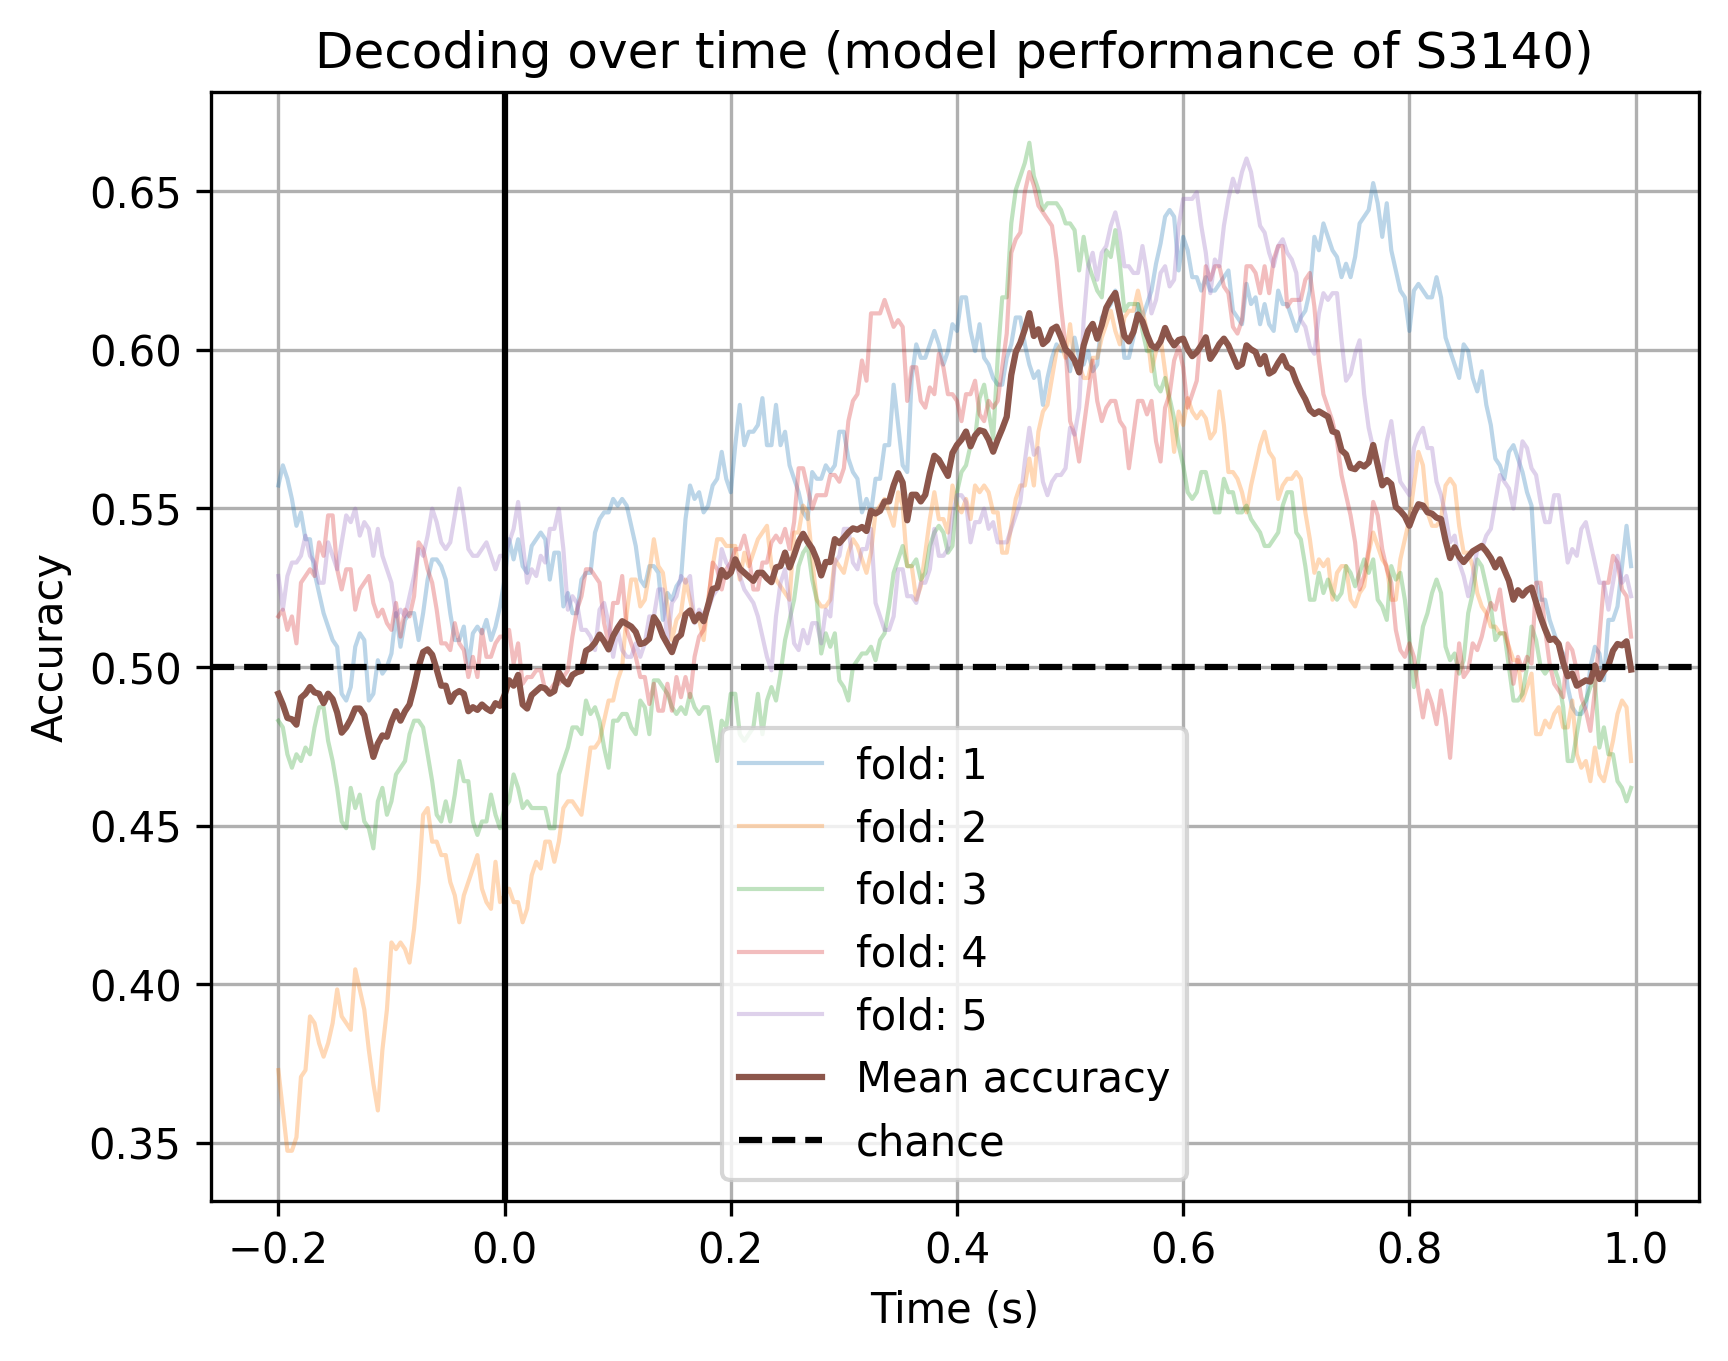 Decoding over time (model performance of S3140)
Accuracy
0.65
0.60
0.55
0.50
0.45
0.40
0.35
fold: 1
fold: 2
fold: 3
fold: 4
fold: 5
Mean accuracy
chance
−0.2 0.0 0.2 0.4 0.6 0.8 1.0
Time (s)